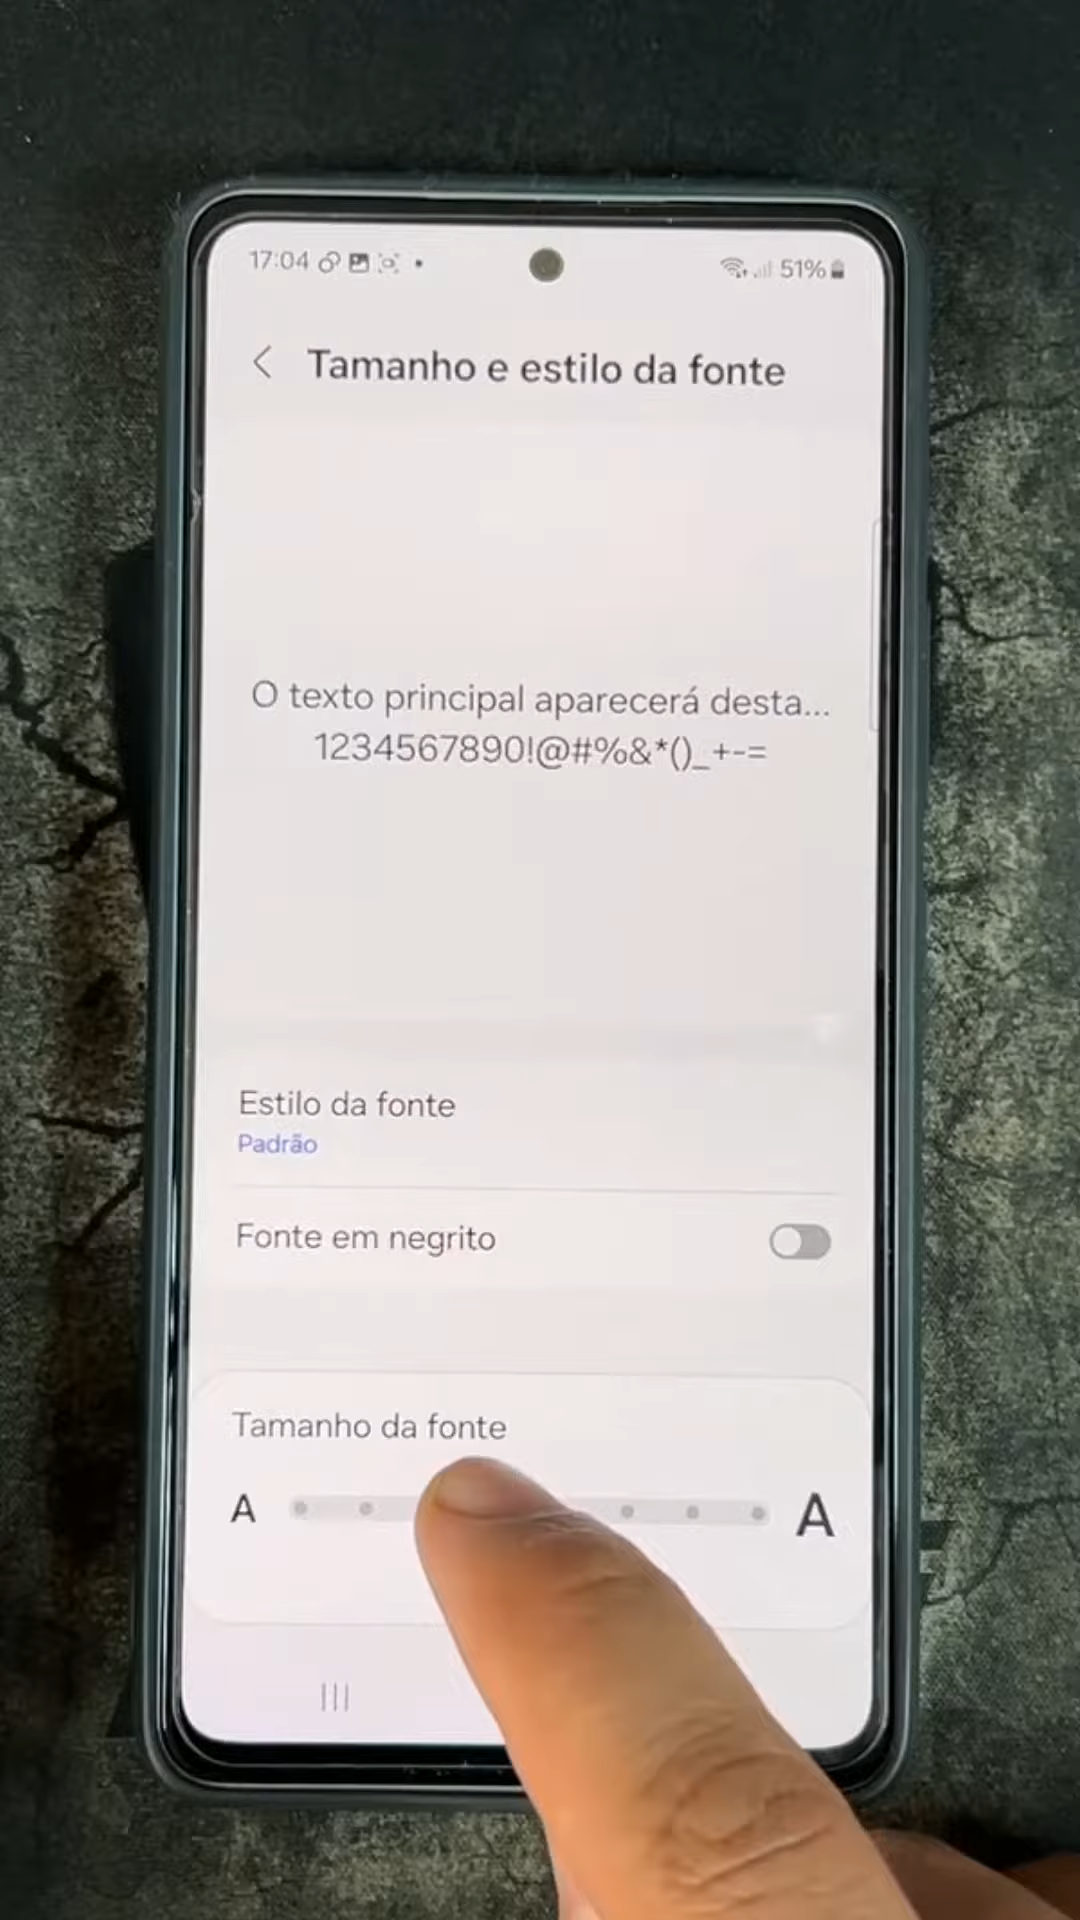 17:04
51%
Tamanho e estilo da fonte
O texto principal aparecerá desta...
1234567890!@#%&*()_+-=
Estilo da fonte
Padrão
Fonte em negrito
Tamanho da fonte
A A